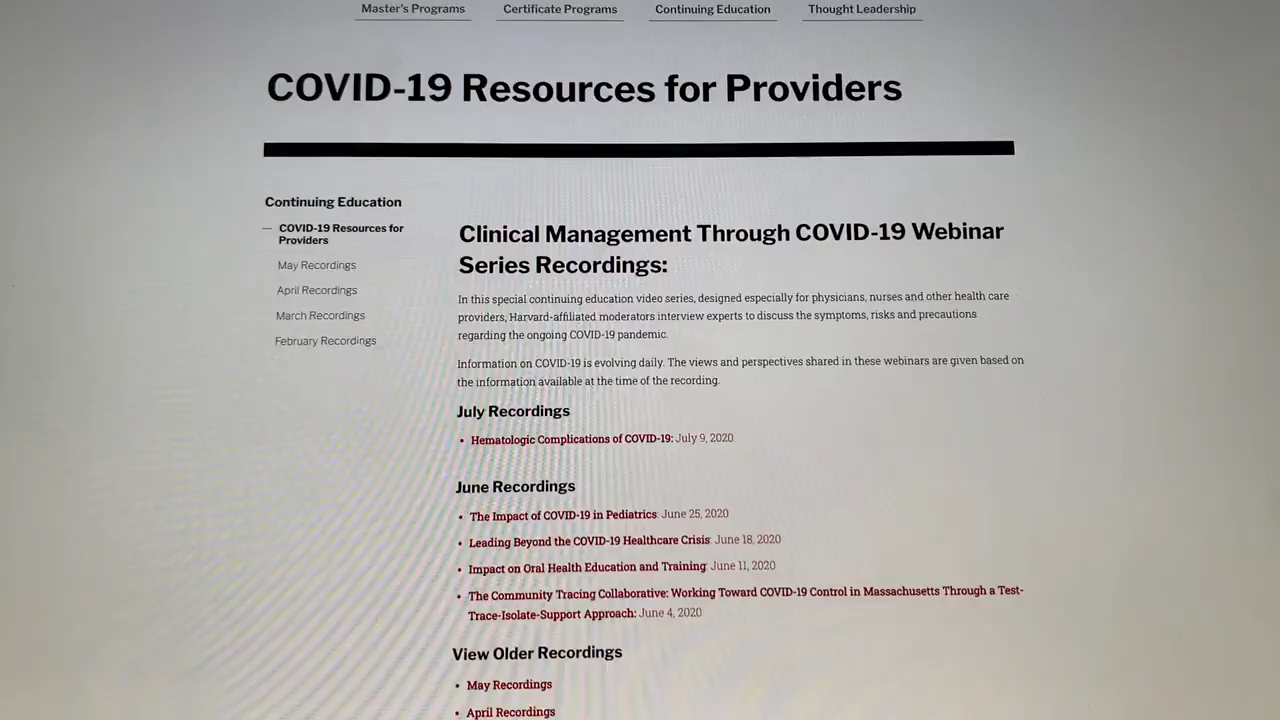 Master's Programs
Certificate Programs
Continuing Education
Thought Leadership
COVID-19 Resources for Providers
Continuing Education
COVID-19 Resources for
Providers
May Recordings
April Recordings
March Recordings
February Recordings
Clinical Management Through COVID-19 Webinar
Series Recordings:
In this special continuing education video series, designed especially for physicians, nurses and other health care
providers, Harvard-affiliated moderators interview experts to discuss the symptoms, risks and precautions
regarding the ongoing COVID-19 pandemic.
Information on COVID-19 is evolving daily. The views and perspectives shared in these webinars are given based on
the information available at the time of the recording.
July Recordings
• Hematologic Complications of COVID-19: July 9, 2020
June Recordings
• The Impact of COVID-19 in Pediatrics: June 25, 2020
• Leading Beyond the COVID-19 Healthcare Crisis: June 18, 2020
• Impact on Oral Health Education and Training: June 11, 2020
• The Community Tracing Collaborative: Working Toward COVID-19 Control in Massachusetts Through a Test-
Trace-Isolate-Support Approach: June 4, 2020
View Older Recordings
• May Recordings
• April Recordings